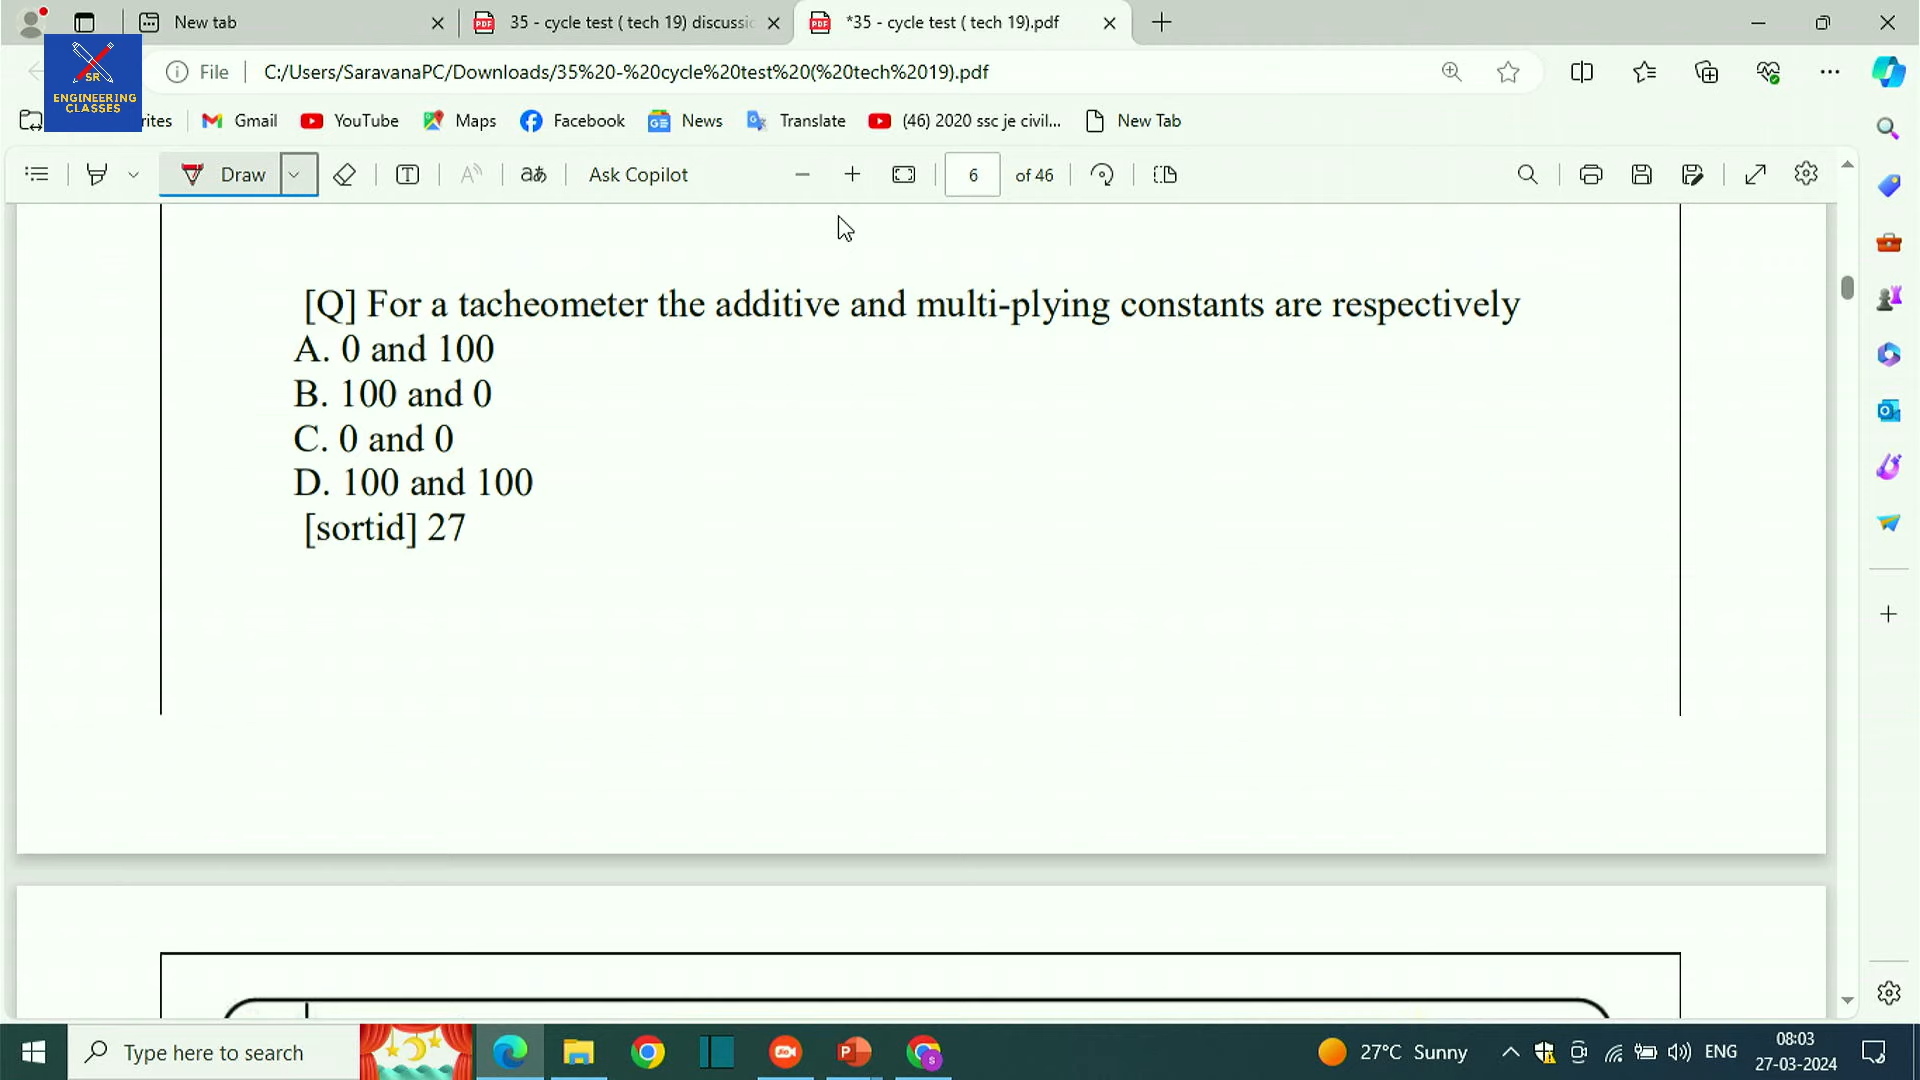 New tab
35 - cycle test ( tech 19) discussi
*35 - cycle test ( tech 19).pdf
SR
ENGINEERING
CLASSES
File
C:/Users/SaravanaPC/Downloads/35%20-%20cycle%20test%20(%20tech%2019).pdf
rites
Gmail
YouTube
Maps
Facebook
News
Translate
(46) 2020 ssc je civil...
New Tab
Draw
Ask Copilot
6
of 46
[Q] For a tacheometer the additive and multi-plying constants are respectively
A. 0 and 100
B. 100 and 0
C. 0 and 0
D. 100 and 100
[sortid] 27
Type here to search
27°C Sunny
ENG
08:03
27-03-2024